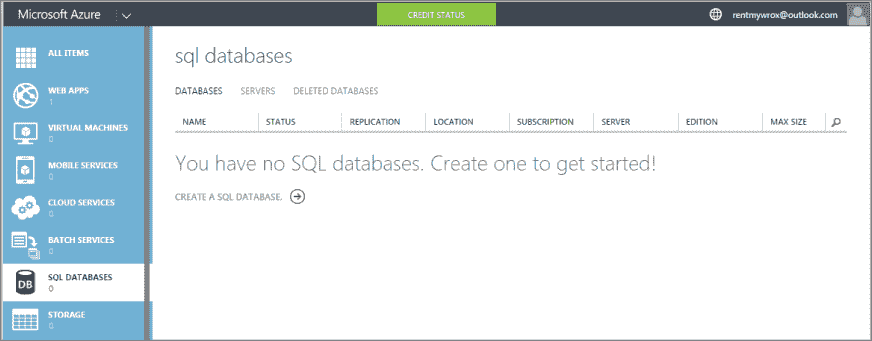 Microsoft Azure
CREDIT STATUS
rentmywrox@outlook.com
ALL ITEMS
WEB APPS
1
VIRTUAL MACHINES
0
MOBILE SERVICES
0
CLOUD SERVICES
0
BATCH SERVICES
0
DB
SQL DATABASES
0
STORAGE
0
sql databases
DATABASES SERVERS DELETED DATABASES
NAME STATUS REPLICATION LOCATION SUBSCRIPTION SERVER EDITION MAX SIZE
You have no SQL databases. Create one to get started!
CREATE A SQL DATABASE.